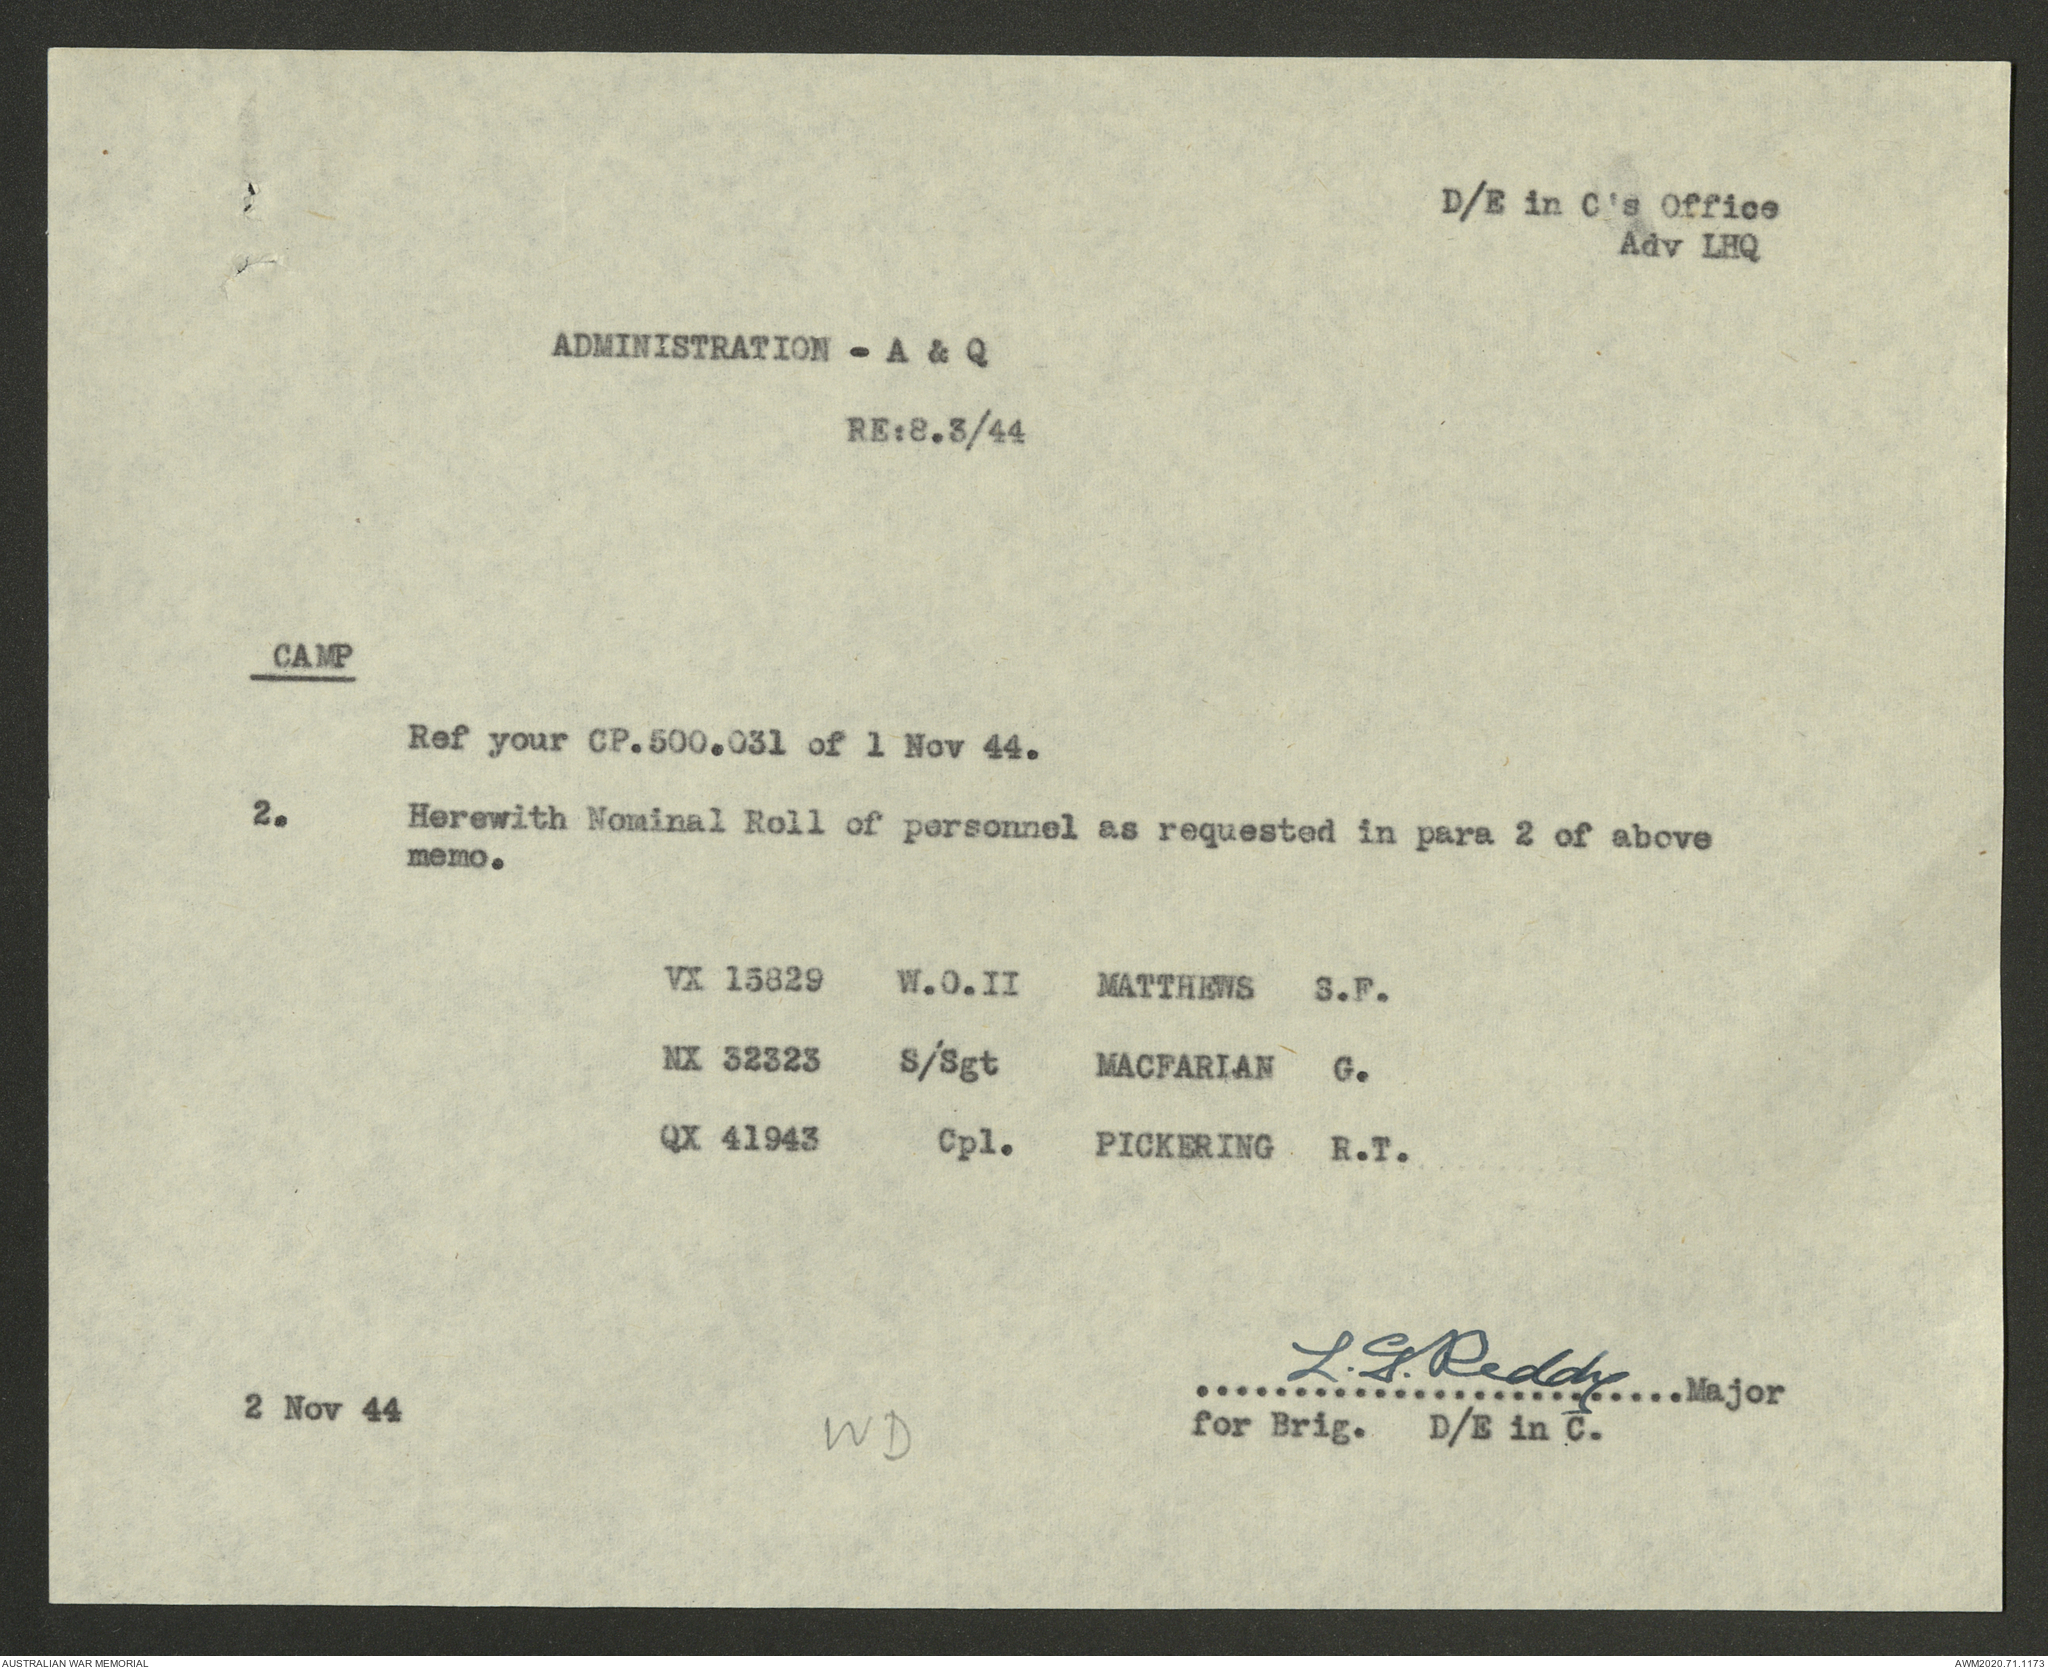 D/E in C's Office
Adv LHQ
ADMINISTRATION - A & Q
RE:8.3/44
CAMP
Ref your CP.500.031 of 1 Nov 44.
2. Herewith Nominal Roll of personnel as requested in para 2 of above
memo.
VX 15829 W.O.II MATTHEWS S.F.
NX 32323 S/Sgt MACFARLAN G.
QX 41943 Cpl. PICKERING R.T.
L.G. Reddy
2 Nov 44 .........................Major
WD for Brig. D/E in C.
AUSTRALIAN WAR MEMORIAL AWM2020.71.1173